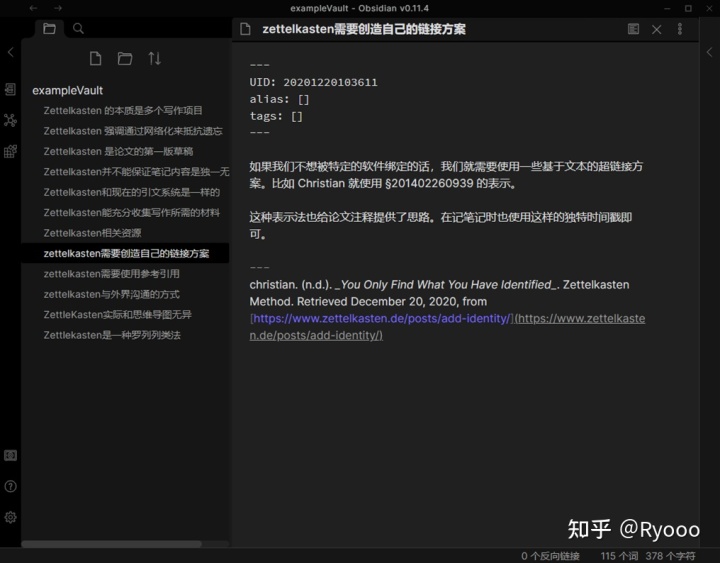 exampleVault - Obsidian v0.11.4
zettelkasten需要创造自己的链接方案
exampleVault
Zettelkasten 的本质是多个写作项目
Zettelkasten 强调通过网络化来抵抗遗忘
Zettelkasten 是论文的第一版草稿
Zettelkasten并不能保证笔记内容是独一无
Zettelkasten和现在的引文系统是一样的
Zettelkasten能充分收集写作所需的材料
Zettelkasten相关资源
zettelkasten需要创造自己的链接方案
zettelkasten需要使用参考引用
zettelkasten与外界沟通的方式
ZettleKasten实际和思维导图无异
Zettlekasten是一种罗列列类法
---
UID: 20201220103611
alias: []
tags: []
---
如果我们不想被特定的软件绑定的话，我们就需要使用一些基于文本的超链接方
案。比如 Christian 就使用 §201402260939 的表示。
这种表示法也给论文注释提供了思路。在记笔记时也使用这样的独特时间戳即
可。
---
christian. (n.d.). _You Only Find What You Have Identified_. Zettelkasten
Method. Retrieved December 20, 2020, from
[https://www.zettelkasten.de/posts/add-identity/](https://www.zettelkaste
n.de/posts/add-identity/)
知乎 @Ryooo
0 个反向链接 115 个词 378 个字符